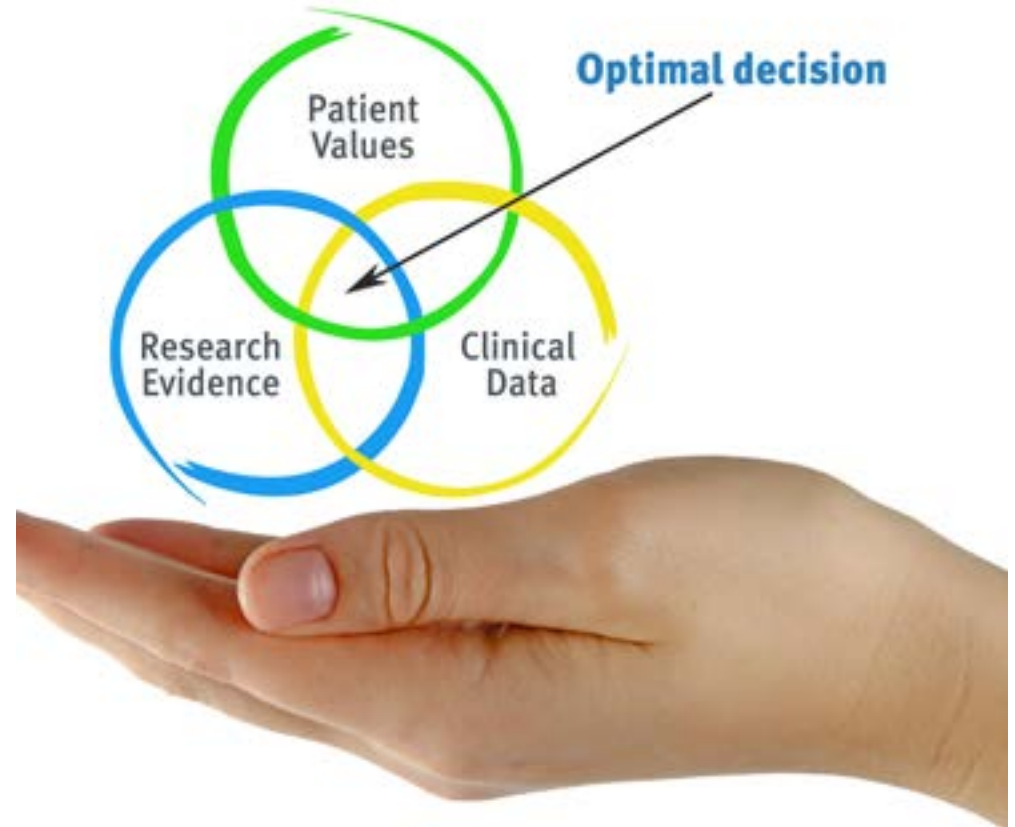 Optimal decision
Patient
Values
Research
Evidence
Clinical
Data